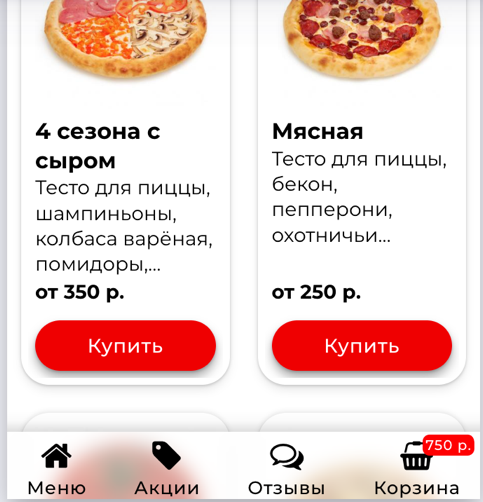 4 сезона с
сыром
Тесто для пиццы,
шампиньоны,
колбаса варёная,
помидоры,...
от 350 р.
Купить
Мясная
Тесто для пиццы,
бекон,
пепперони,
охотничьи...
от 250 р.
Купить
Меню
Акции
Отзывы
750 р.
Корзина